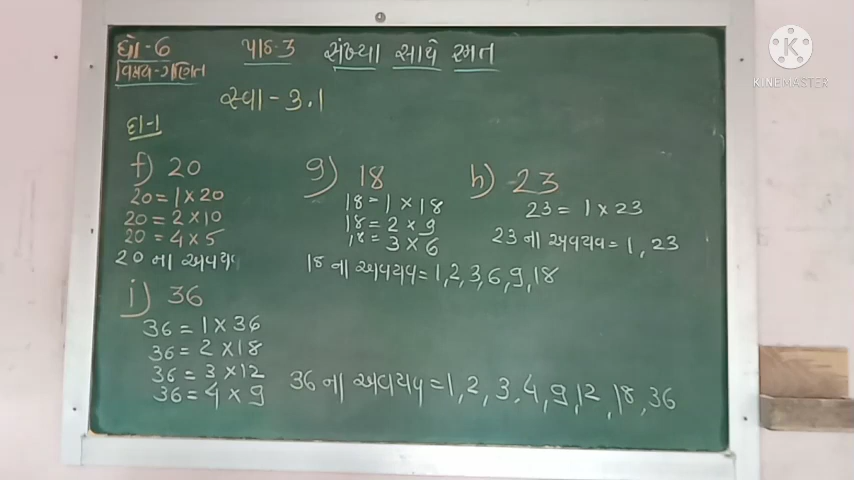 ધો-6 પાઠ-3 સંખ્યા સાથે રમત
વિષય-ગણિત
સ્વા-3.1
દા-1
f) 20
20=1×20
20=2×10
20=4×5
20 ના અવયવ
g) 18
18=1×18
18=2×9
18=3×6
18 ના અવયવ=1,2,3,6,9,18
h) 23
23=1×23
23 ના અવયવ=1,23
i) 36
36=1×36
36=2×18
36=3×12
36=4×9
36 ના અવયવ=1,2,3,4,9,12,18,36
K
KINEMASTER